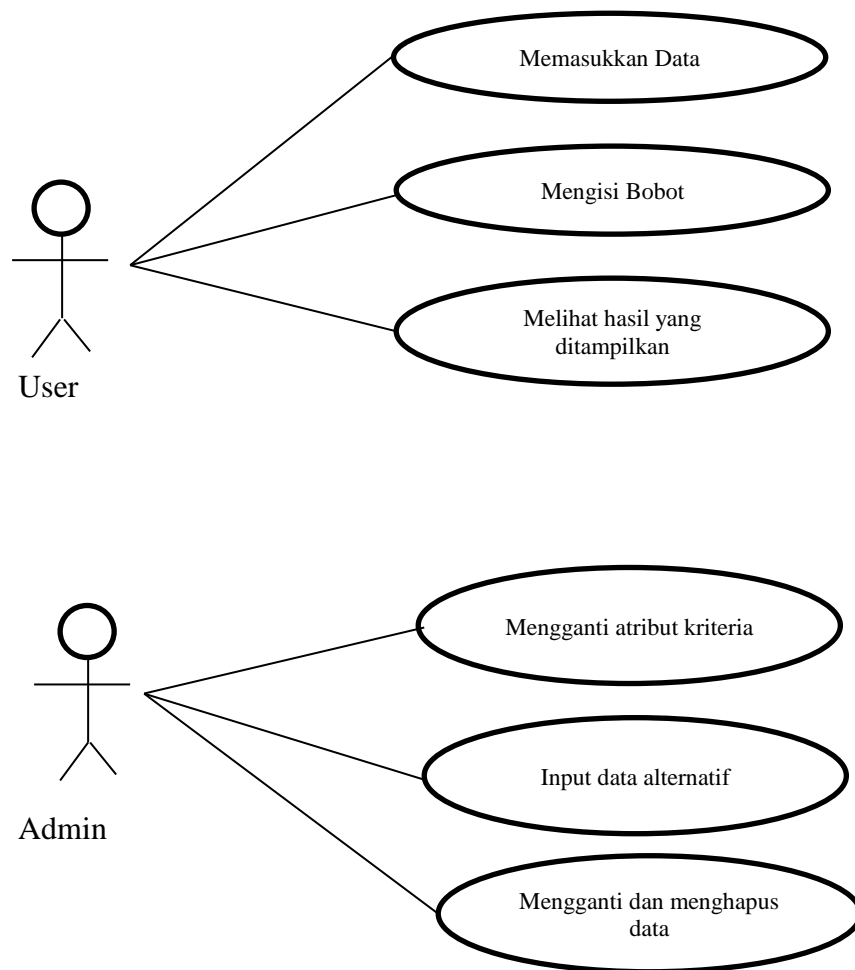 Memasukkan Data
Mengisi Bobot
Melihat hasil yang
ditampilkan
User
Mengganti atribut kriteria
Input data alternatif
Admin
Mengganti dan menghapus
data